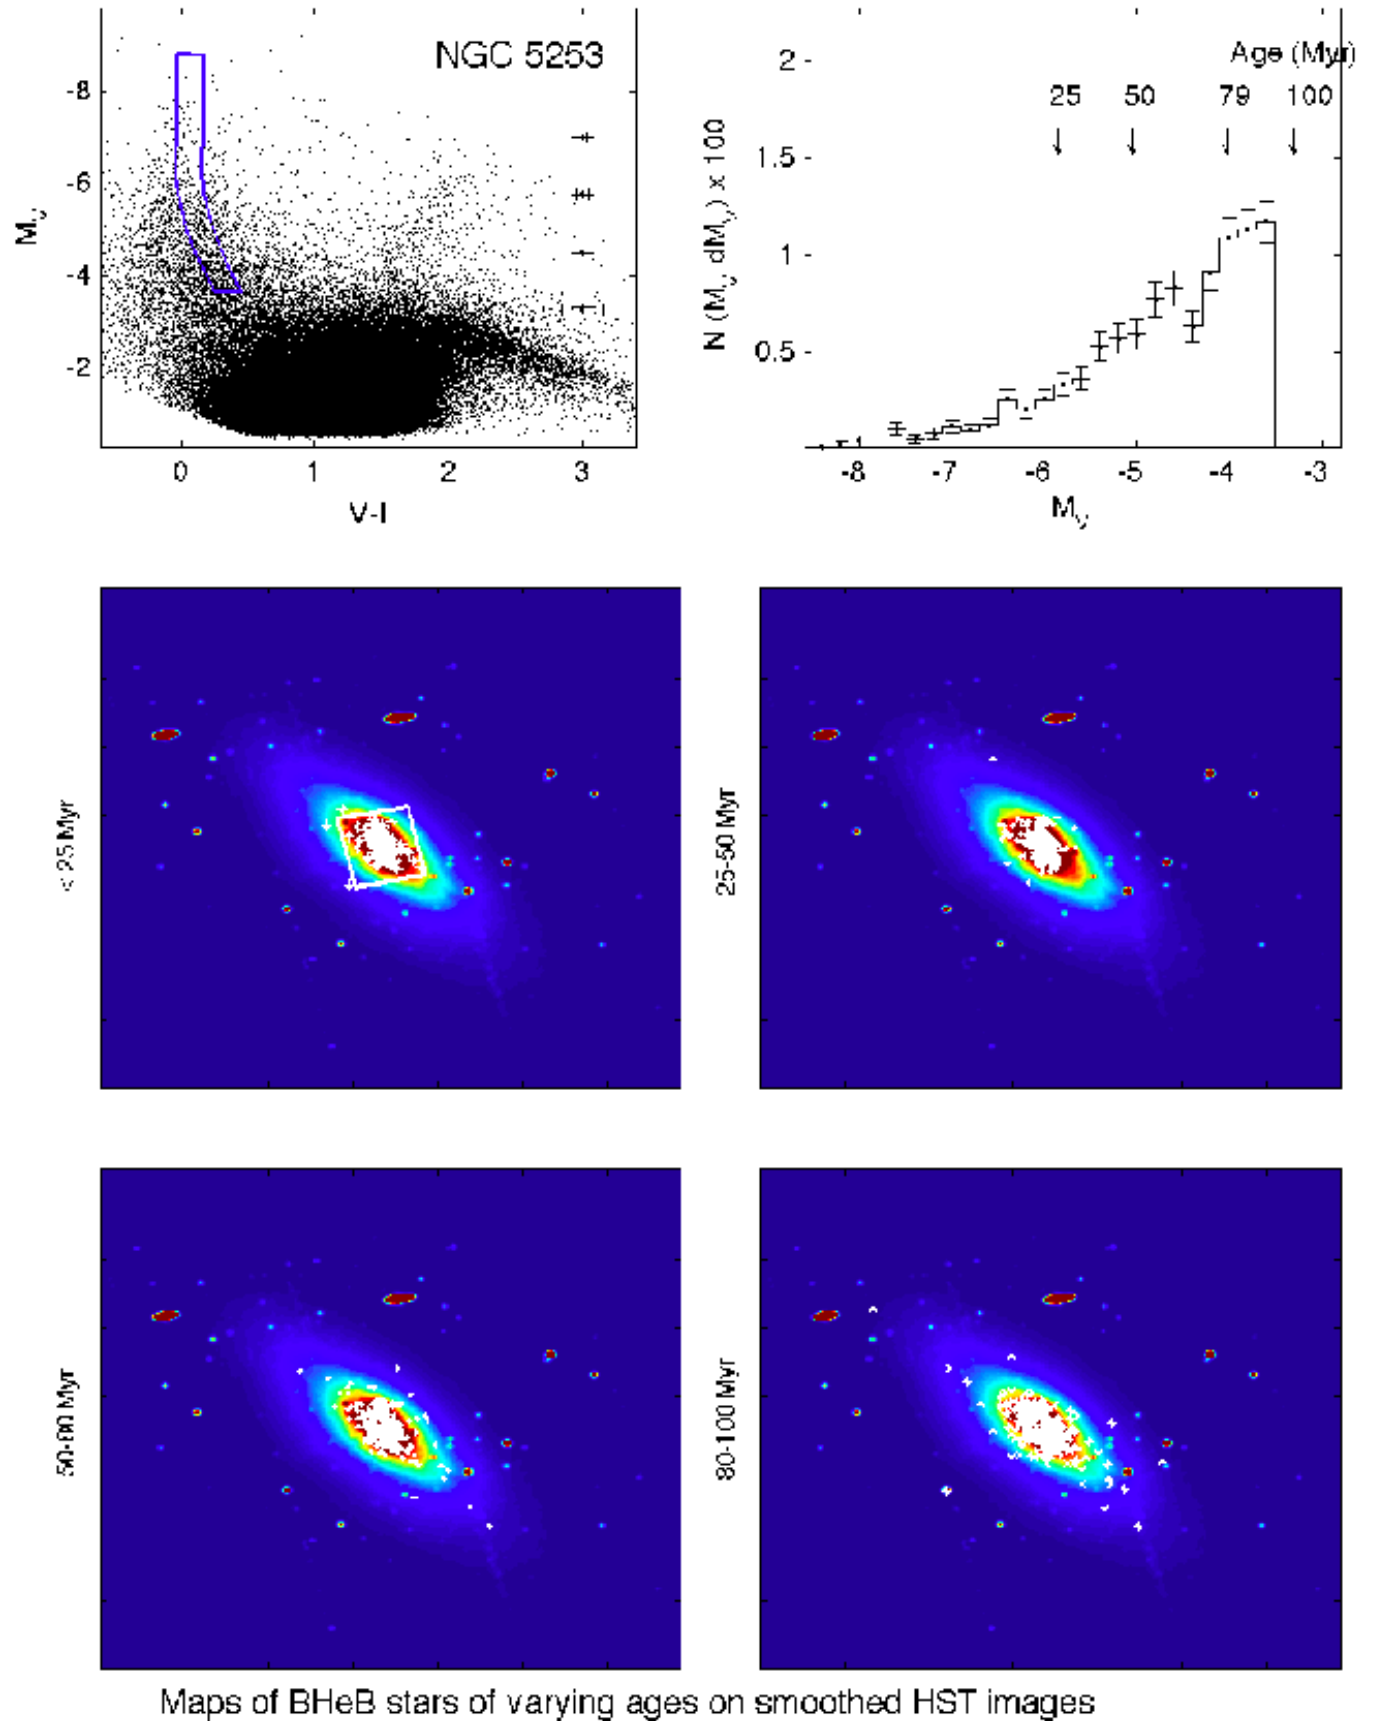 NGC 5253
-8
-6
-4
-2
M_v
0 1 2 3
V-I
Age (Myr)
25 50 79 100
2
1.5
1
0.5
N (M_v, dM_v) x 100
-8 -7 -6 -5 -4 -3
M_v
< 25 Myr
25-50 Myr
50-80 Myr
80-100 Myr
Maps of BHeB stars of varying ages on smoothed HST images